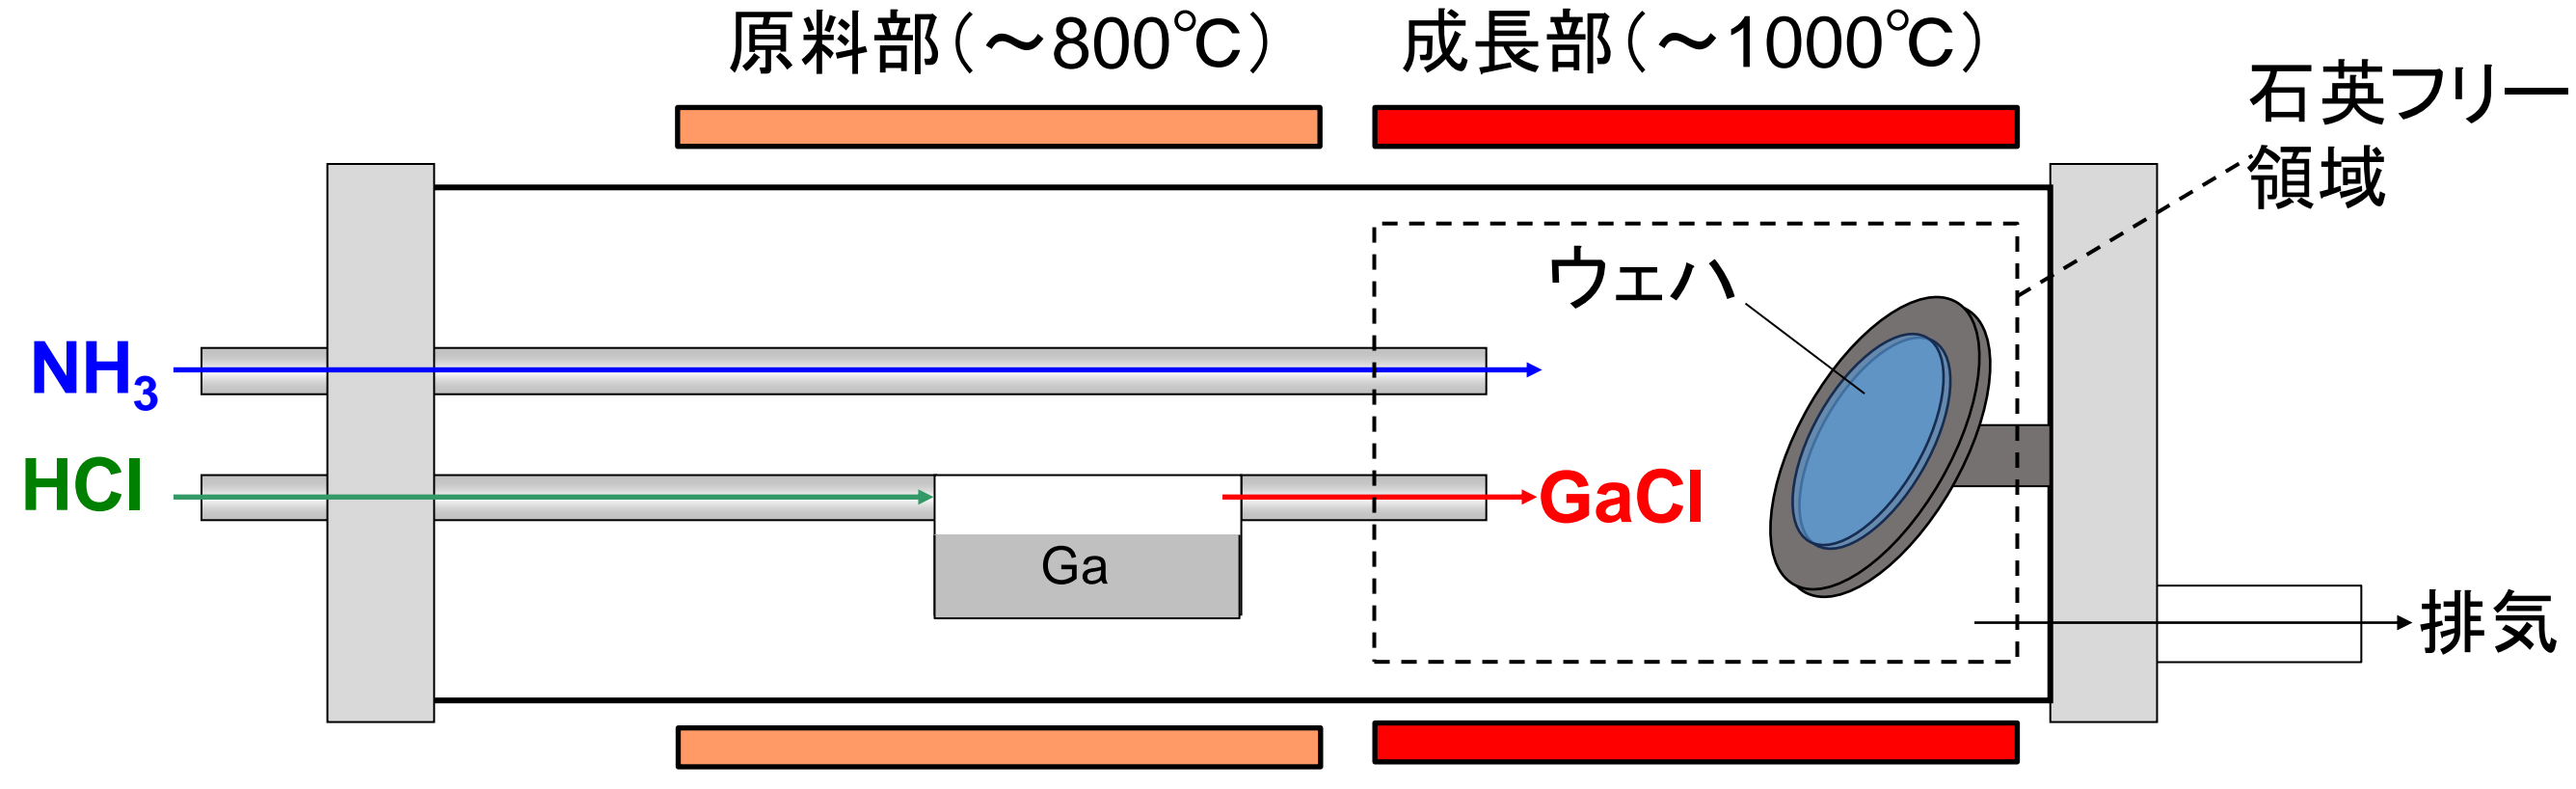 原料部(～800℃)
成長部(～1000℃)
石英フリー
領域
ウェハ
NH₃
HCl
GaCl
Ga
排気